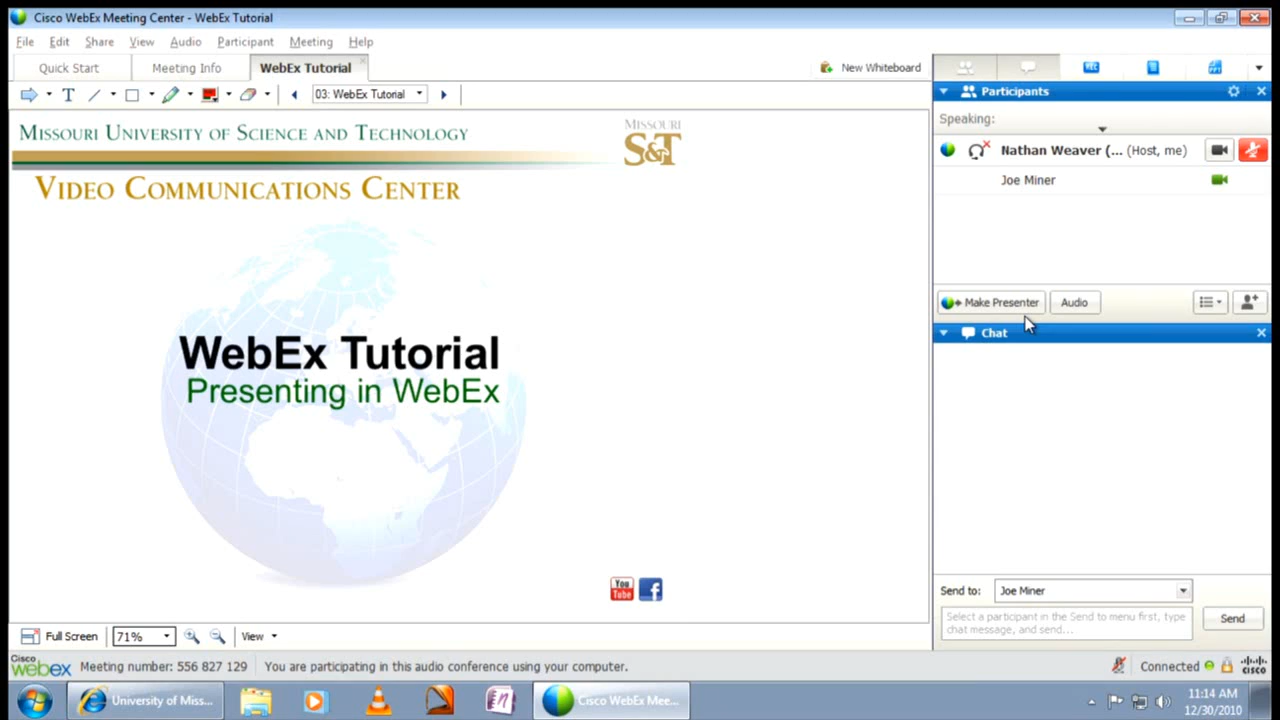 Cisco WebEx Meeting Center - WebEx Tutorial
File Edit Share View Audio Participant Meeting Help
Quick Start Meeting Info WebEx Tutorial New Whiteboard
T 03: WebEx Tutorial
REC
Participants
Speaking:
Nathan Weaver (... (Host, me)
Joe Miner
Make Presenter Audio
Chat
MISSOURI UNIVERSITY OF SCIENCE AND TECHNOLOGY
MISSOURI
S&T
VIDEO COMMUNICATIONS CENTER
WebEx Tutorial
Presenting in WebEx
You
Tube f
Send to: Joe Miner
Select a participant in the Send to menu first, type
chat message, and send...
Send
Full Screen 71% View
Cisco
webex Meeting number: 556 827 129 You are participating in this audio conference using your computer. Connected
CISCO
University of Miss... Cisco WebEx Mee...
11:14 AM
12/30/2010